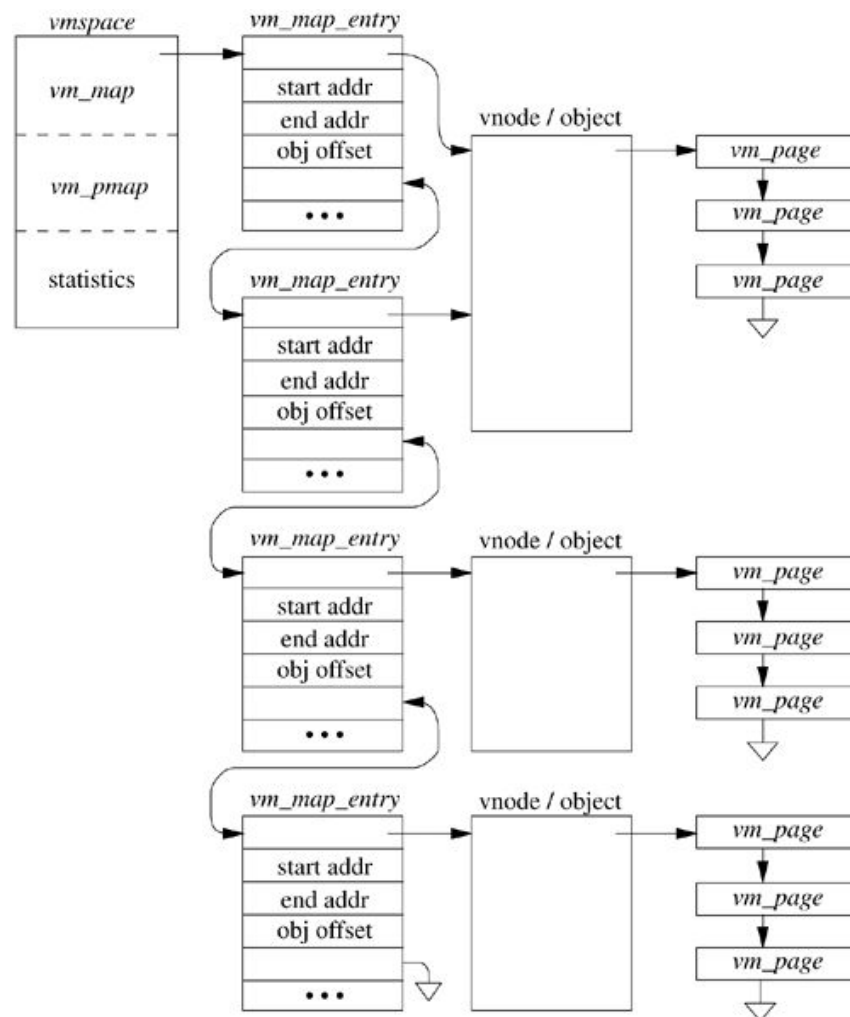 vmspace
vm_map
vm_pmap
statistics
vm_map_entry
start addr
end addr
obj offset
•••
vnode / object
vm_page
vm_page
vm_page
vm_map_entry
start addr
end addr
obj offset
•••
vm_map_entry
start addr
end addr
obj offset
•••
vnode / object
vm_page
vm_page
vm_page
vm_map_entry
start addr
end addr
obj offset
•••
vnode / object
vm_page
vm_page
vm_page